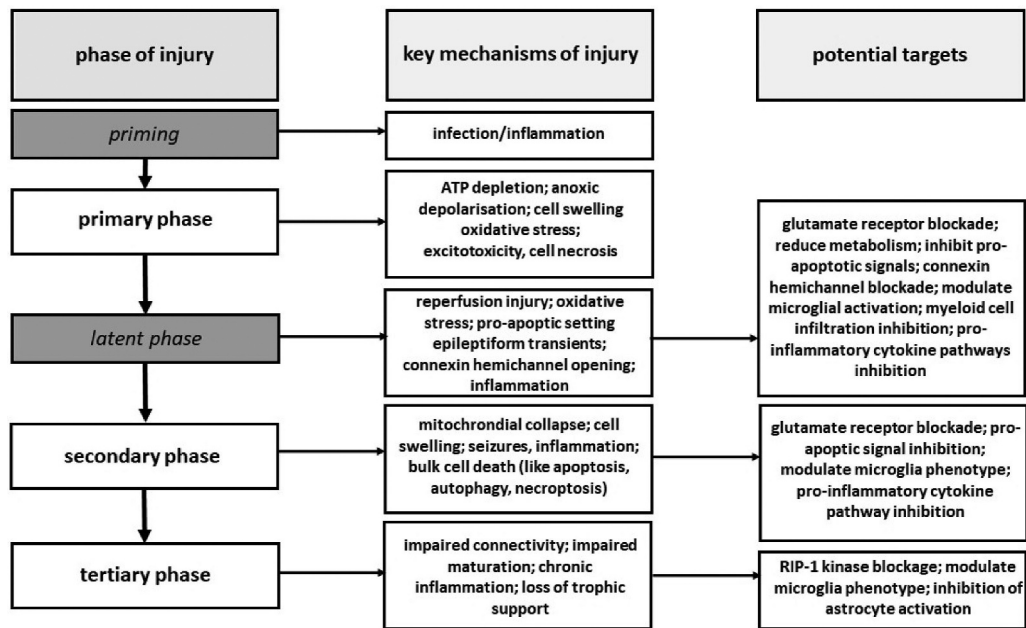 phase of injury
key mechanisms of injury
potential targets
priming
infection/inflammation
primary phase
ATP depletion; anoxic
depolarisation; cell swelling
oxidative stress;
excitotoxicity, cell necrosis
latent phase
reperfusion injury; oxidative
stress; pro-apoptic setting
epileptiform transients;
connexin hemichannel opening;
inflammation
glutamate receptor blockade;
reduce metabolism; inhibit pro-
apoptotic signals; connexin
hemichannel blockade; modulate
microglial activation; myeloid cell
infiltration inhibition; pro-
inflammatory cytokine pathways
inhibition
secondary phase
mitochrondial collapse; cell
swelling; seizures, inflammation;
bulk cell death (like apoptosis,
autophagy, necroptosis)
glutamate receptor blockade; pro-
apoptic signal inhibition;
modulate microglia phenotype;
pro-inflammatory cytokine
pathway inhibition
tertiary phase
impaired connectivity; impaired
maturation; chronic
inflammation; loss of trophic
support
RIP-1 kinase blockage; modulate
microglia phenotype; inhibition of
astrocyte activation